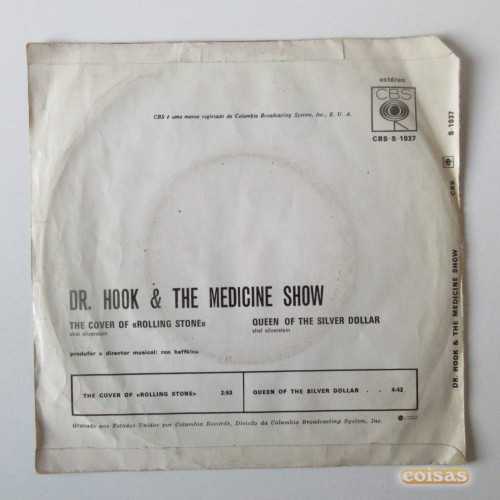 estéreo
CBS
CBS é uma marca registada da Columbia Broadcasting System, Inc., E. U. A.
CBS-S-1037
DR. HOOK & THE MEDICINE SHOW
THE COVER OF «ROLLING STONE»
shel silverstein
QUEEN OF THE SILVER DOLLAR
shel silverstein
produtor e director musical: ron haffkine
THE COVER OF «ROLLING STONE» 2:53
QUEEN OF THE SILVER DOLLAR . . 4:42
Gravado nos Estados Unidos por Columbia Records, Divisão da Columbia Broadcasting System, Inc.
DR. HOOK & THE MEDICINE SHOW CBS S-1037
coisas